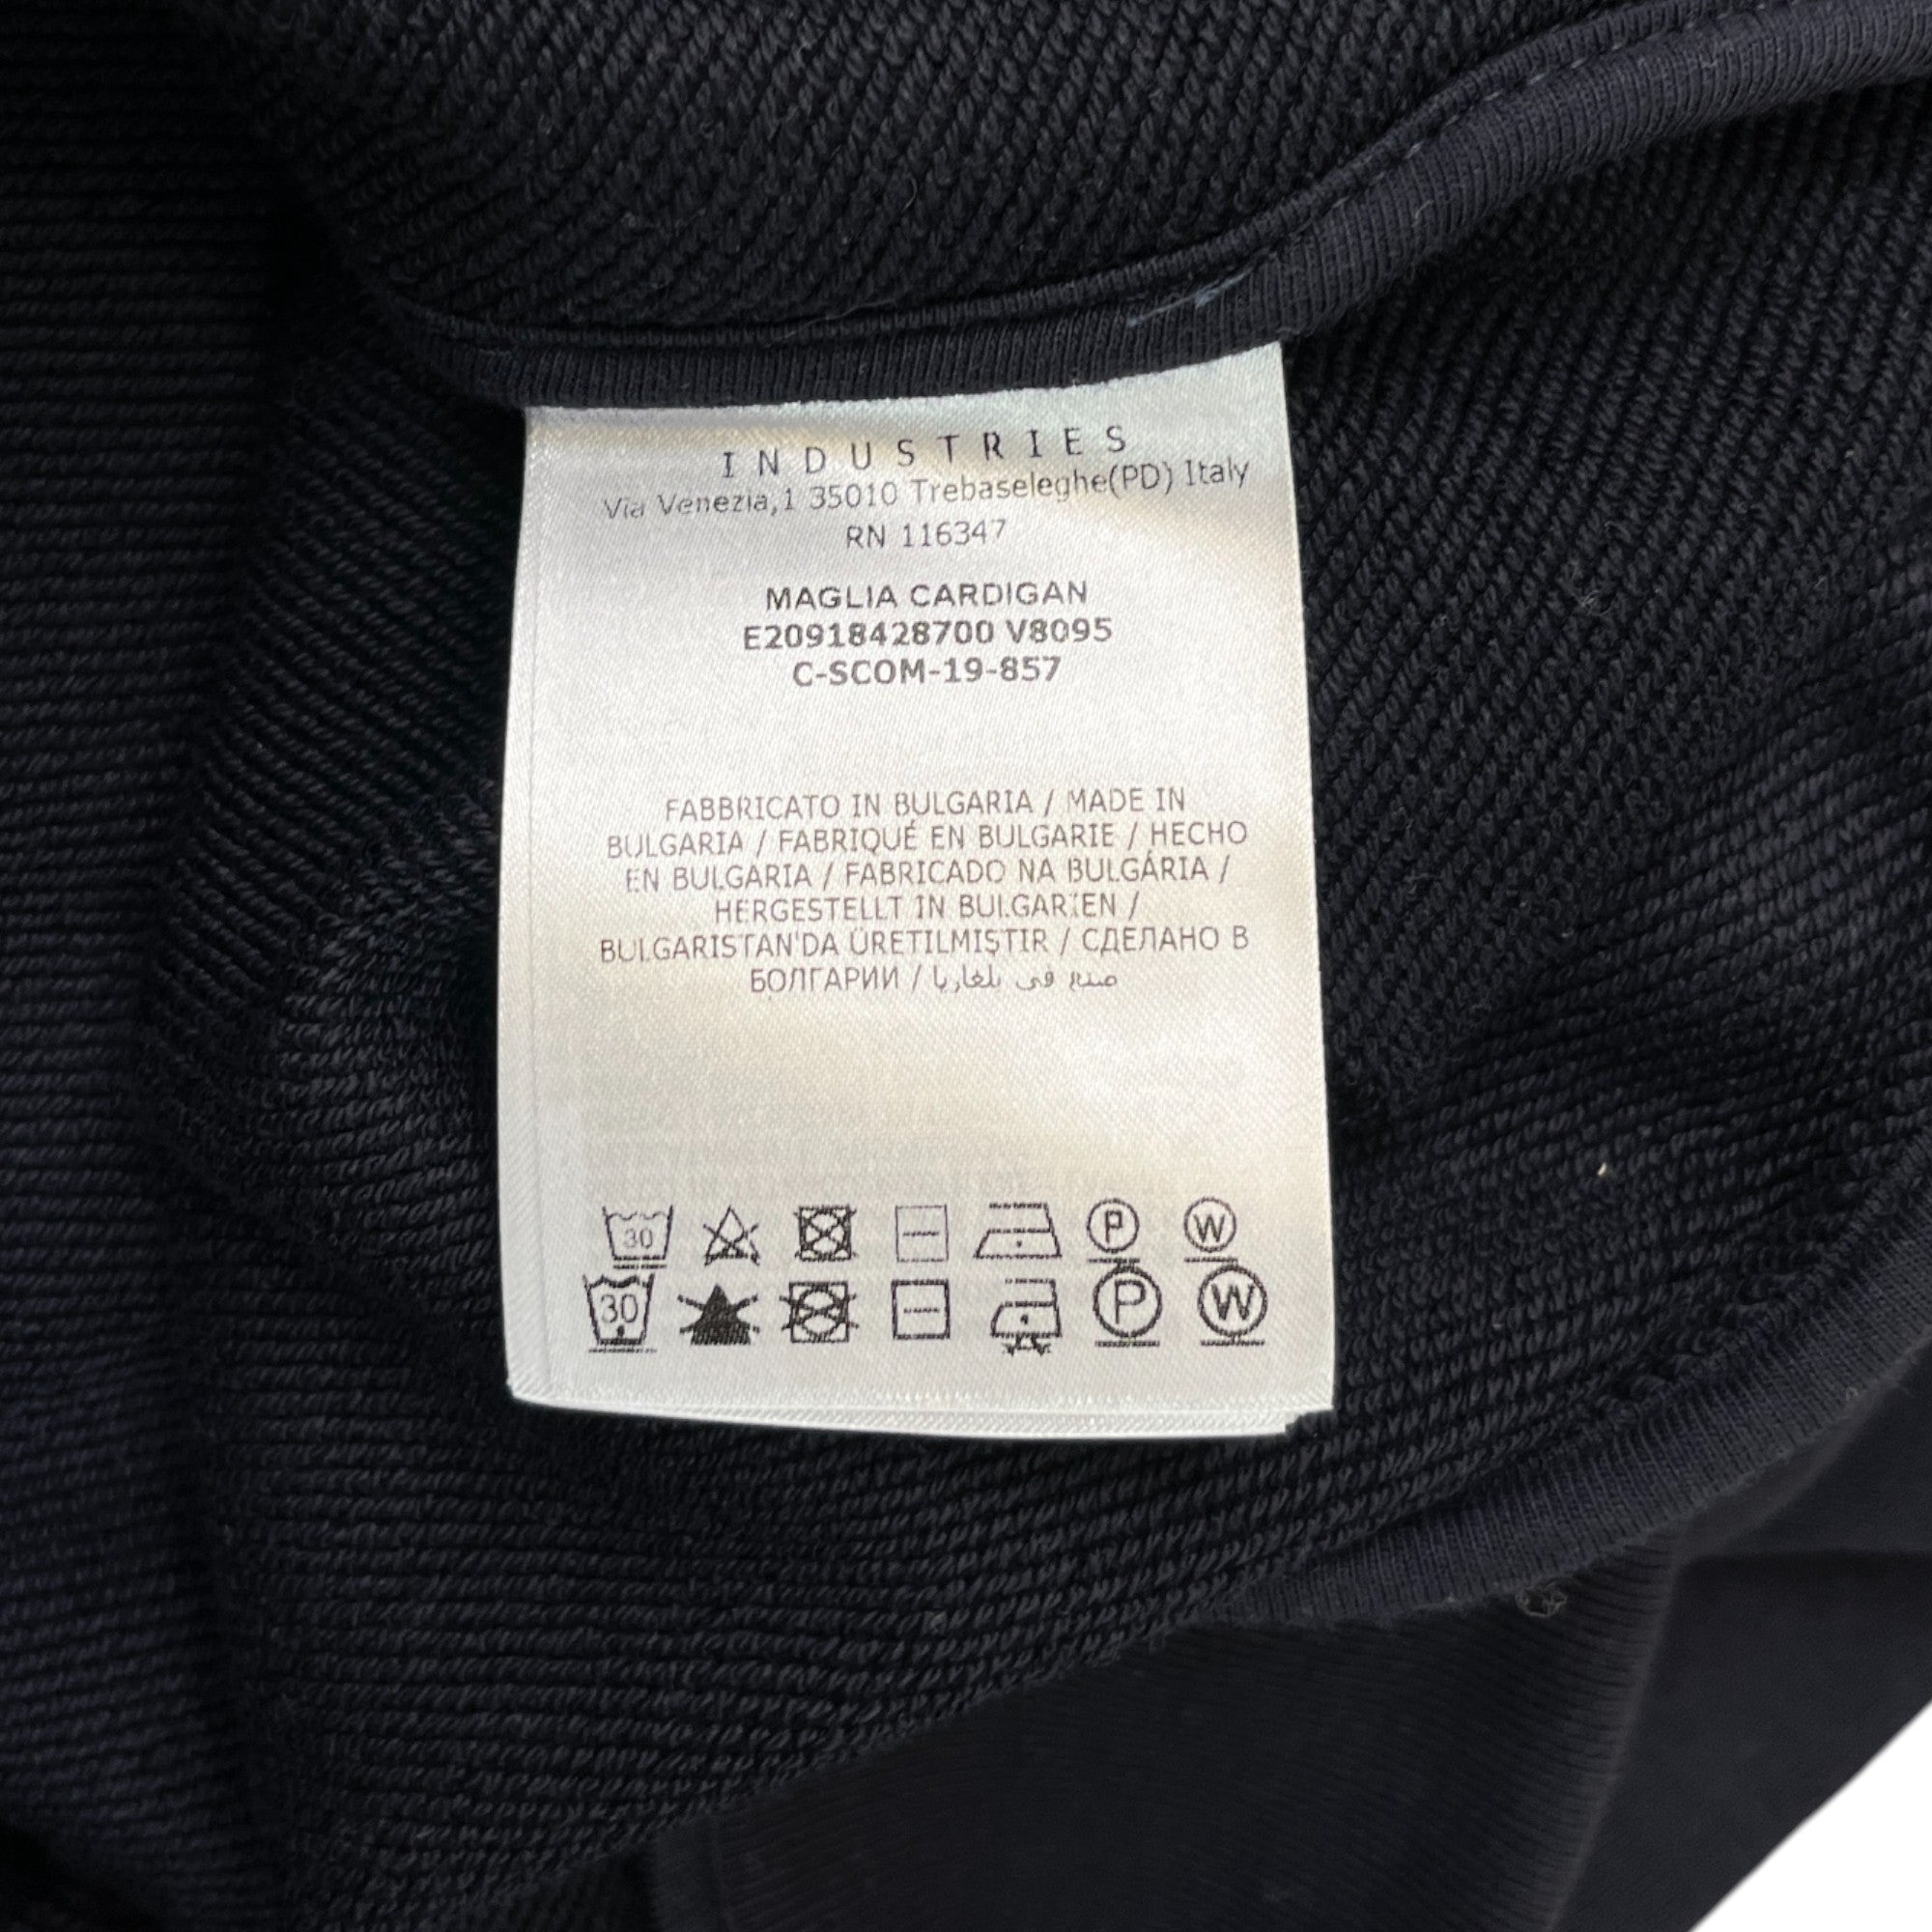 INDUSTRIES
Via Venezia,1 35010 Trebaseleghe(PD) Italy
RN 116347
MAGLIA CARDIGAN
E20918428700 V8095
C-SCOM-19-857
FABBRICATO IN BULGARIA / MADE IN
BULGARIA / FABRIQUÉ EN BULGARIE / HECHO
EN BULGARIA / FABRICADO NA BULGÁRIA /
HERGESTELLT IN BULGARIEN /
BULGARISTAN'DA ÜRETILMIŞTIR / СДЕЛАНО В
БОЛГАРИИ / صنع في بلغاريا
30 P W
30 P W